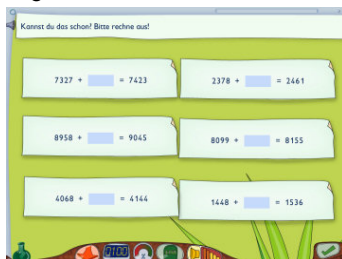 Kannst du das schon? Bitte rechne aus!
7327 + = 7423
2378 + = 2461
8958 + = 9045
8099 + = 8155
4068 + = 4144
1448 + = 1536